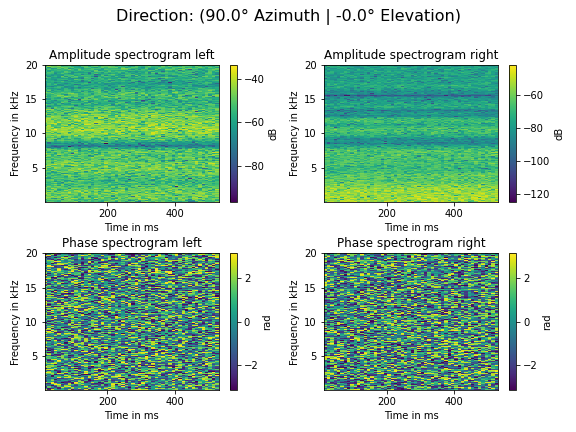 Direction: (90.0° Azimuth | -0.0° Elevation)
Amplitude spectrogram left
Amplitude spectrogram right
Frequency in kHz
20
15
10
5
200
400
Time in ms
−40
−60
−80
dB
Frequency in kHz
20
15
10
5
200
400
Time in ms
−60
−80
−100
−120
dB
Phase spectrogram left
Phase spectrogram right
Frequency in kHz
20
15
10
5
200
400
Time in ms
2
0
−2
rad
Frequency in kHz
20
15
10
5
200
400
Time in ms
2
0
−2
rad